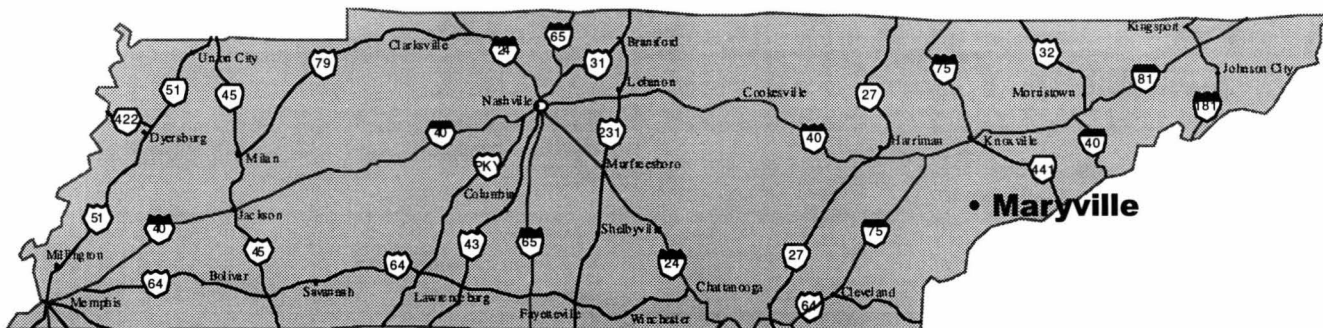 Union City
Clarksville
24
65
31
Bransford
79
51
45
Lebanon
Nashville
Cookesville
27
75
32
Kingsport
81
Johnson City
Morristown
181
422
Dyersburg
40
231
40
Harriman
Knoxville
40
Milan
PK
Murfreesboro
441
Columbia
Maryville
51
40
Jackson
43
65
Shelbyville
75
45
24
27
Millington
64
Bolivar
64
Savannah
Lawrenceburg
Chattanooga
64
Cleveland
Memphis
Fayetteville
Winchester